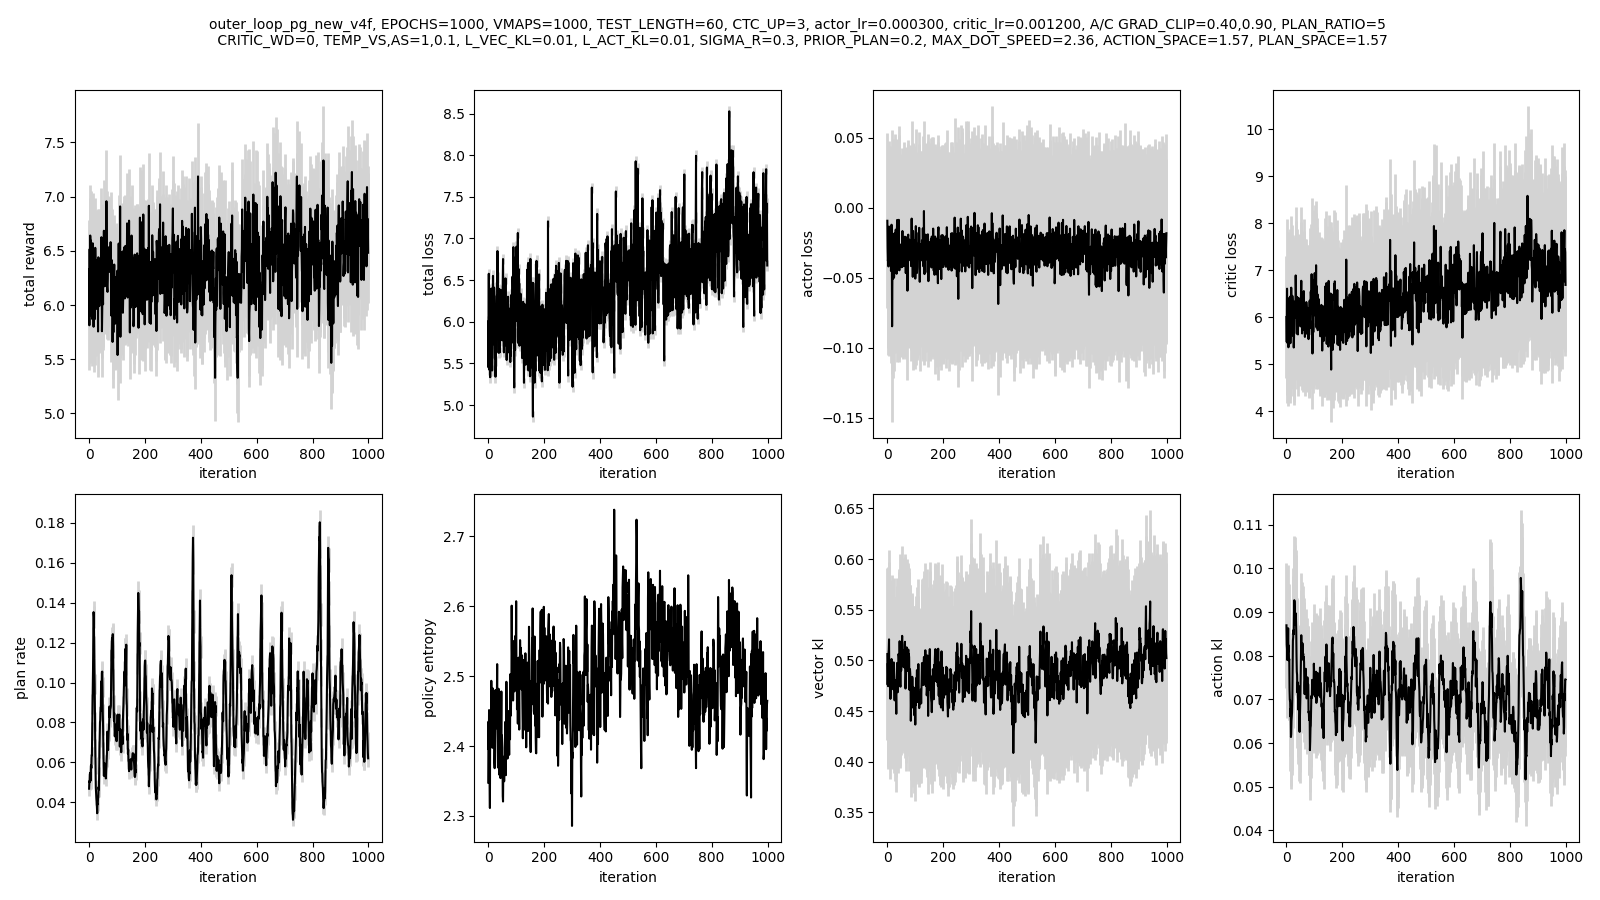 outer_loop_pg_new_v4f, EPOCHS=1000, VMAPS=1000, TEST_LENGTH=60, CTC_UP=3, actor_lr=0.000300, critic_lr=0.001200, A/C GRAD_CLIP=0.40,0.90, PLAN_RATIO=5
CRITIC_WD=0, TEMP_VS,AS=1,0.1, L_VEC_KL=0.01, L_ACT_KL=0.01, SIGMA_R=0.3, PRIOR_PLAN=0.2, MAX_DOT_SPEED=2.36, ACTION_SPACE=1.57, PLAN_SPACE=1.57
total reward
7.5
7.0
6.5
6.0
5.5
5.0
0 200 400 600 800 1000
iteration
total loss
8.5
8.0
7.5
7.0
6.5
6.0
5.5
5.0
0 200 400 600 800 1000
iteration
actor loss
0.05
0.00
−0.05
−0.10
−0.15
0 200 400 600 800 1000
iteration
critic loss
10
9
8
7
6
5
4
0 200 400 600 800 1000
iteration
plan rate
0.18
0.16
0.14
0.12
0.10
0.08
0.06
0.04
0 200 400 600 800 1000
iteration
policy entropy
2.7
2.6
2.5
2.4
2.3
0 200 400 600 800 1000
iteration
vector kl
0.65
0.60
0.55
0.50
0.45
0.40
0.35
0 200 400 600 800 1000
iteration
action kl
0.11
0.10
0.09
0.08
0.07
0.06
0.05
0.04
0 200 400 600 800 1000
iteration